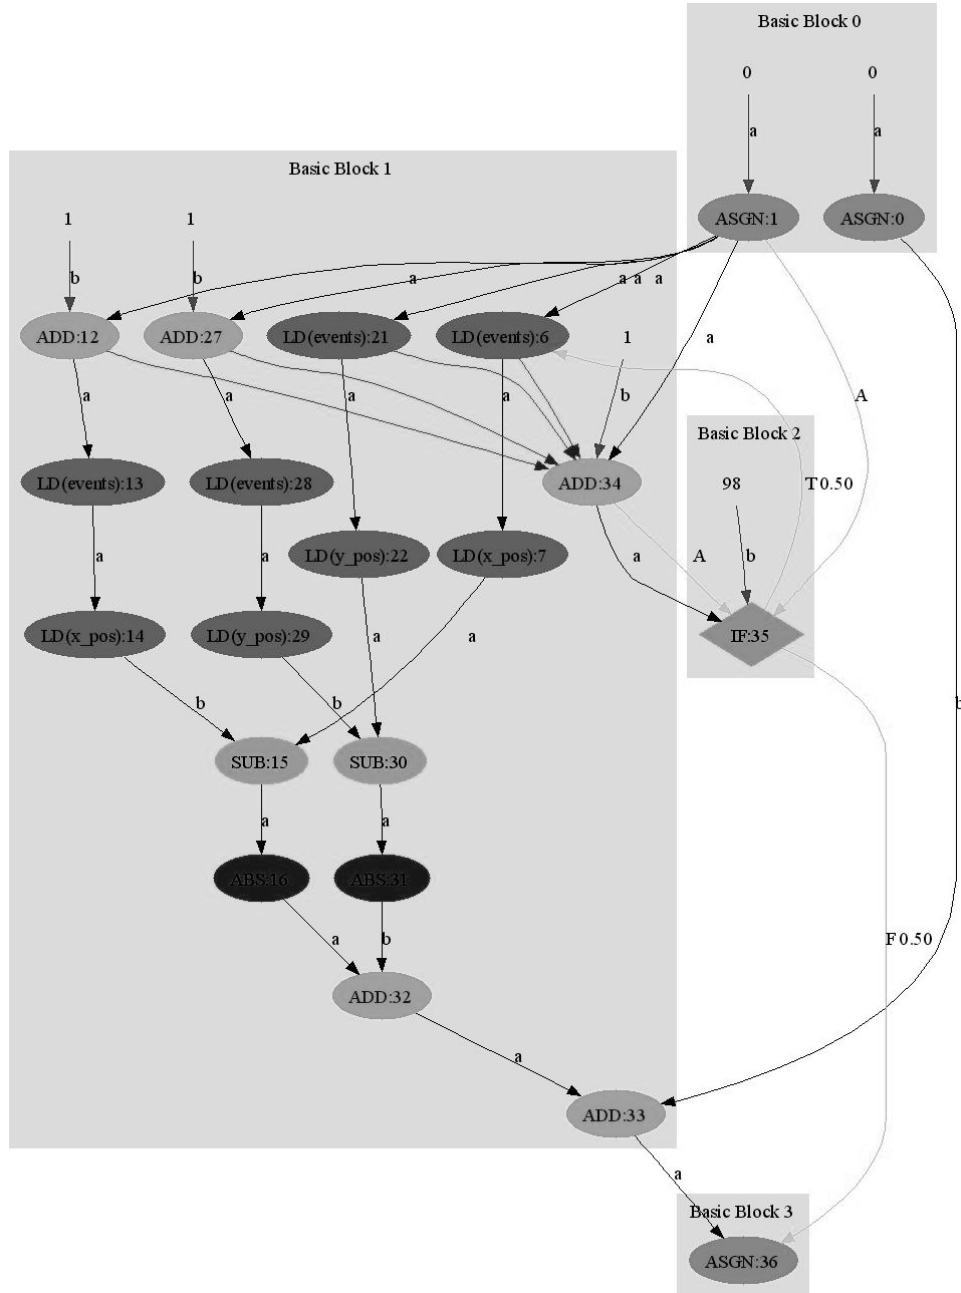 Basic Block 0
0 0
a a
Basic Block 1
ASGN:1 ASGN:0
1 1
b b a a a a
ADD:12 ADD:27 LD(events):21 LD(events):6 1 a
a a a a b A
Basic Block 2
LD(events):13 LD(events):28 ADD:34 98 T 0.50
a a LD(y_pos):22 LD(x_pos):7 a A b
LD(x_pos):14 LD(y_pos):29 a a IF:35
b b b
SUB:15 SUB:30
a a
ABS:16 ABS:31
a b F 0.50
ADD:32
a
ADD:33
a
Basic Block 3
ASGN:36